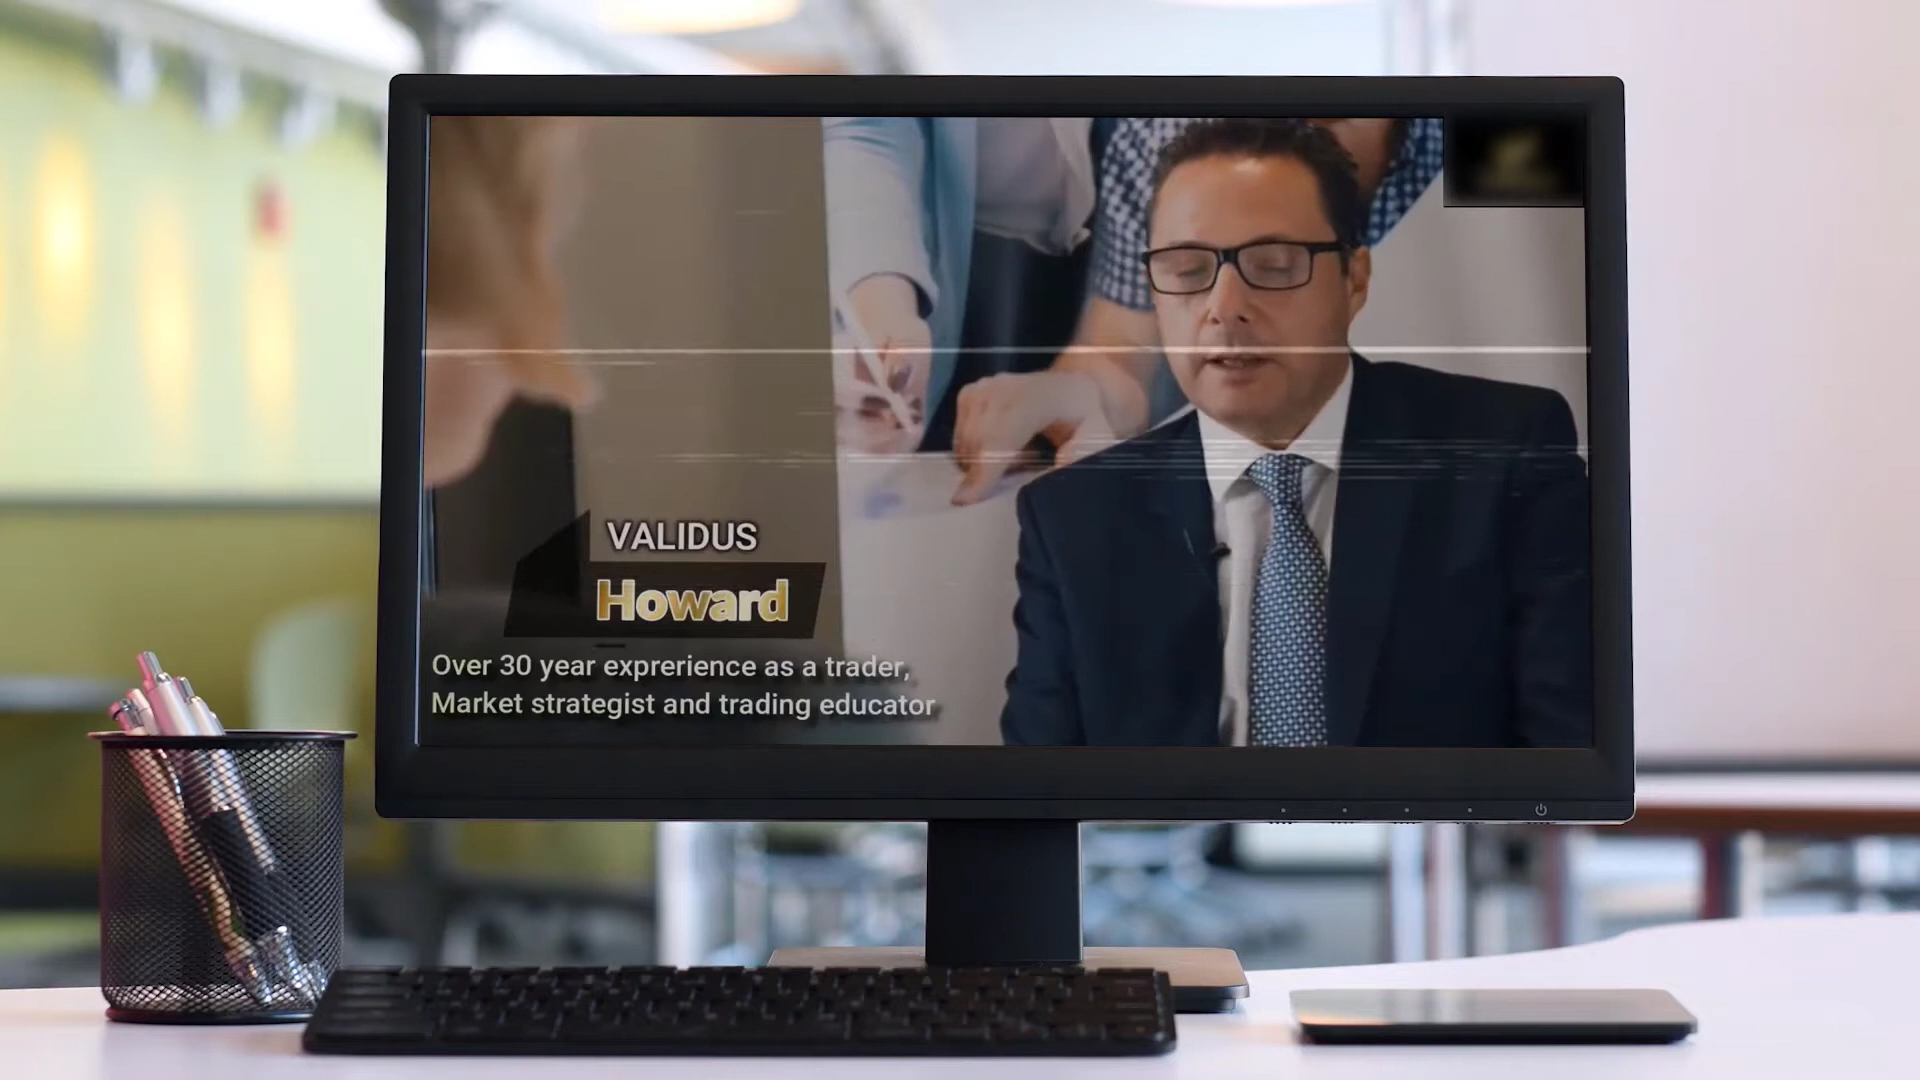 VALIDUS
Howard
Over 30 year exprerience as a trader,
Market strategist and trading educator